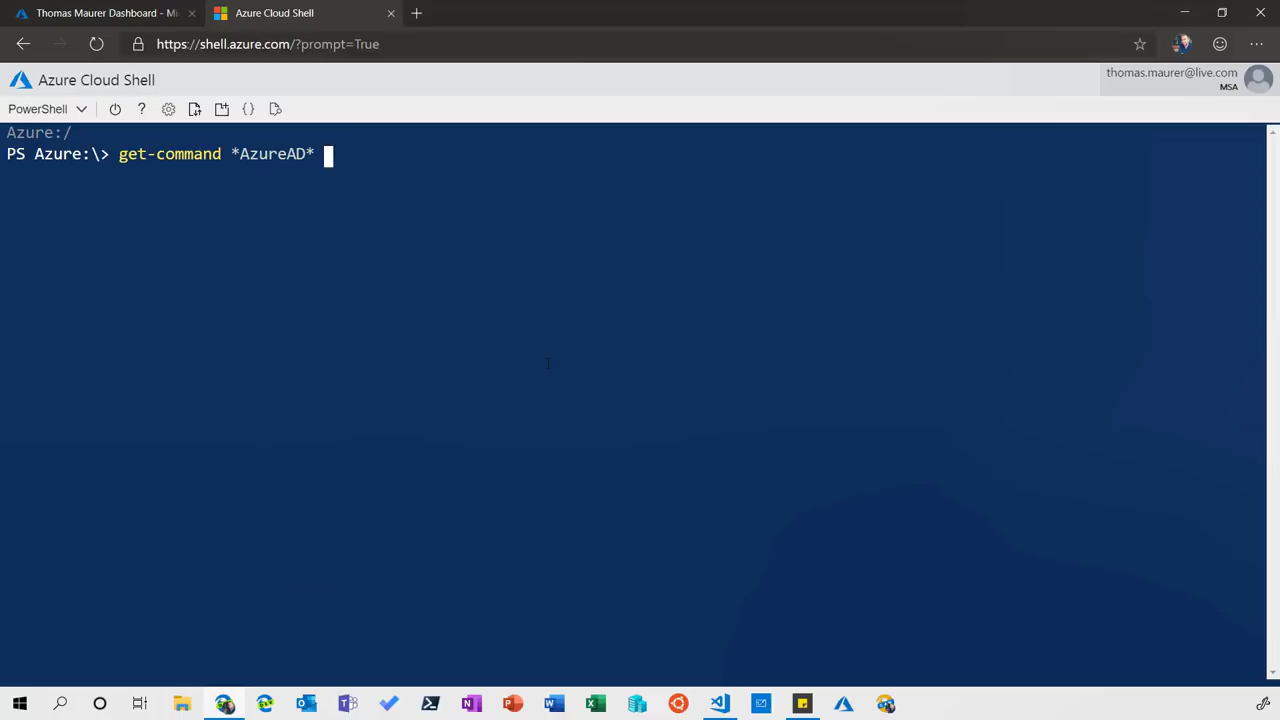 Thomas Maurer Dashboard - Mi
Azure Cloud Shell
https://shell.azure.com/?prompt=True
Azure Cloud Shell
thomas.maurer@live.com
MSA
PowerShell
Azure:/
PS Azure:\> get-command *AzureAD*